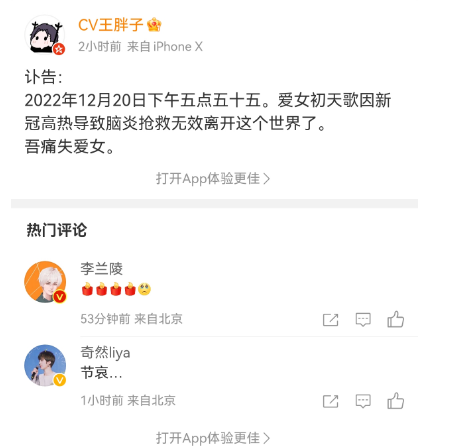 CV王胖子
2小时前 来自 iPhone X
讣告：
2022年12月20日下午五点五十五。爱女初天歌因新
冠高热导致脑炎抢救无效离开这个世界了。
吾痛失爱女。
打开App体验更佳
热门评论
李兰陵
53分钟前 来自北京
奇然liya
节哀…
1小时前 来自北京
打开App体验更佳